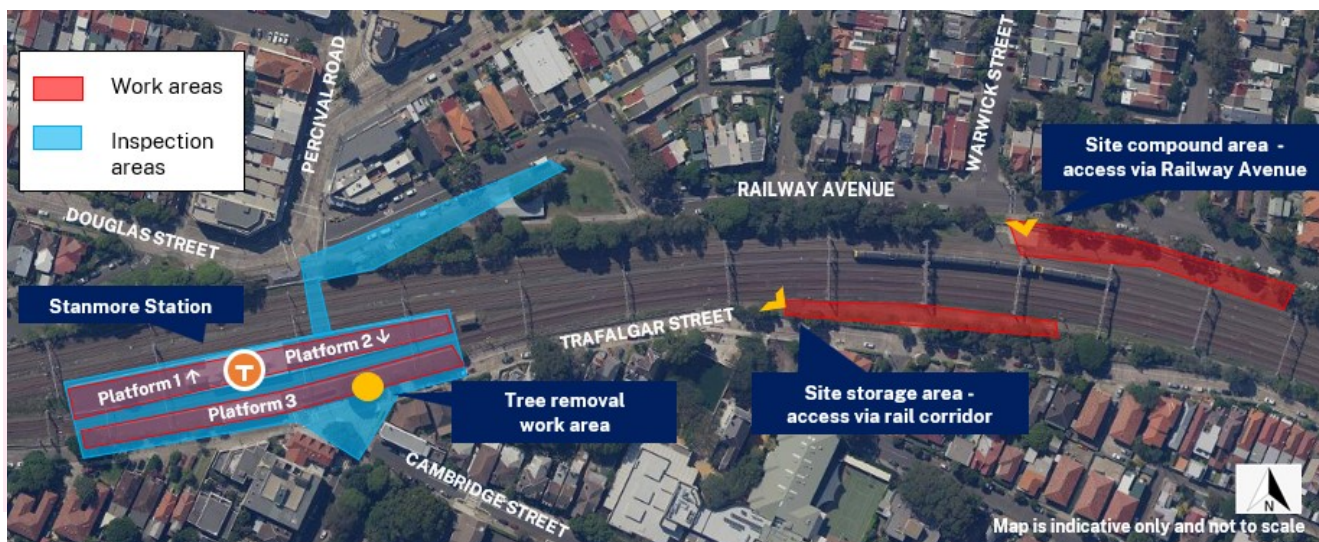 Work areas
Inspection
areas
PERCIVAL ROAD
DOUGLAS STREET
WARWICK STREET
RAILWAY AVENUE
Site compound area -
access via Railway Avenue
Stanmore Station
TRAFALGAR STREET
Platform 2 ↓
Platform 1 ↑
T
Platform 3
Tree removal
work area
Site storage area -
access via rail corridor
CAMBRIDGE STREET
N
Map is indicative only and not to scale